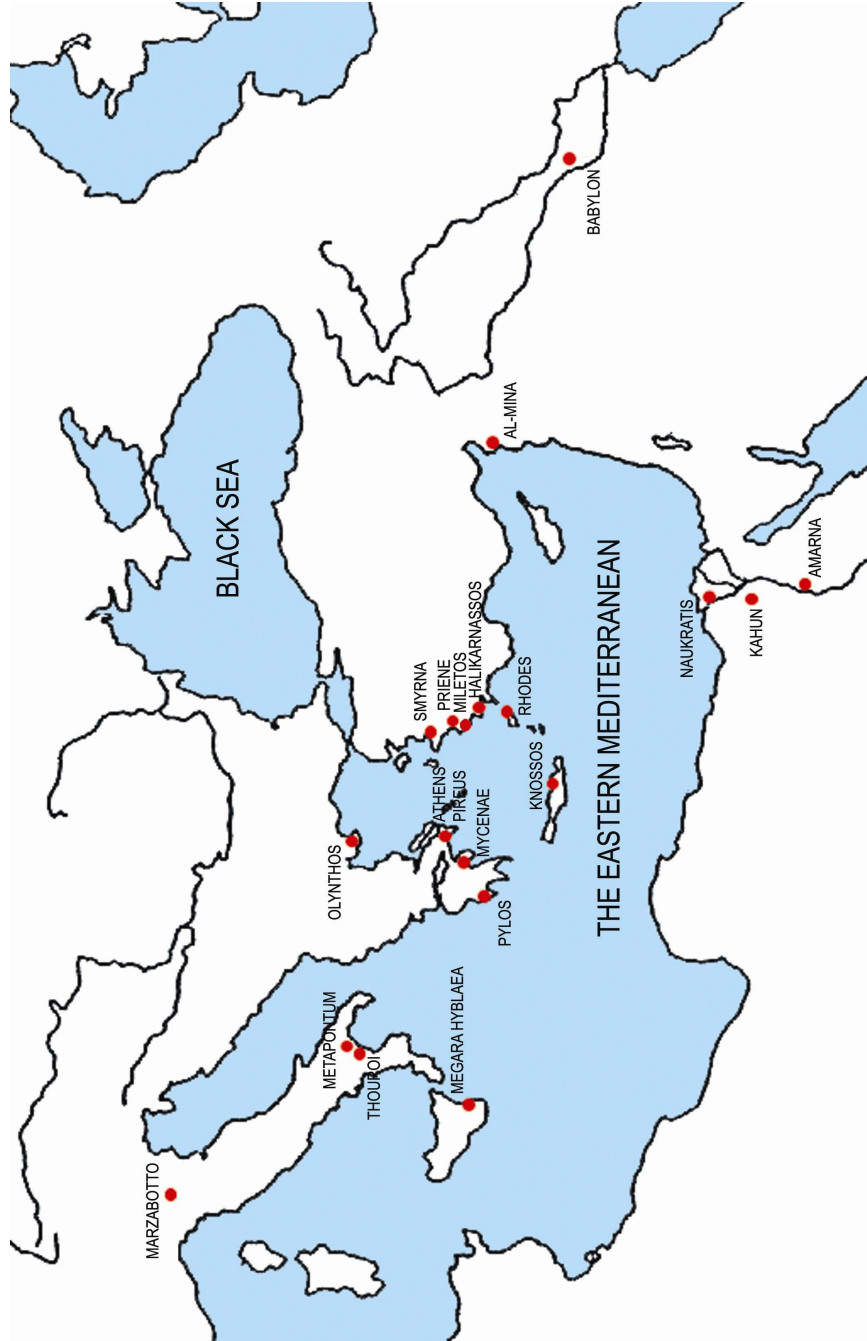 BLACK SEA
MARZABOTTO
OLYNTHOS
METAPONTUM
THOURIOI
SMYRNA
PRIENE
MILETOS
HALIKARNASSOS
ATHENS
PIREUS
MYCENAE
PYLOS
MEGARA HYBLAEA
RHODES
KNOSSOS
AL-MINA
BABYLON
THE EASTERN MEDITERRANEAN
NAUKRATIS
KAHUN
AMARNA